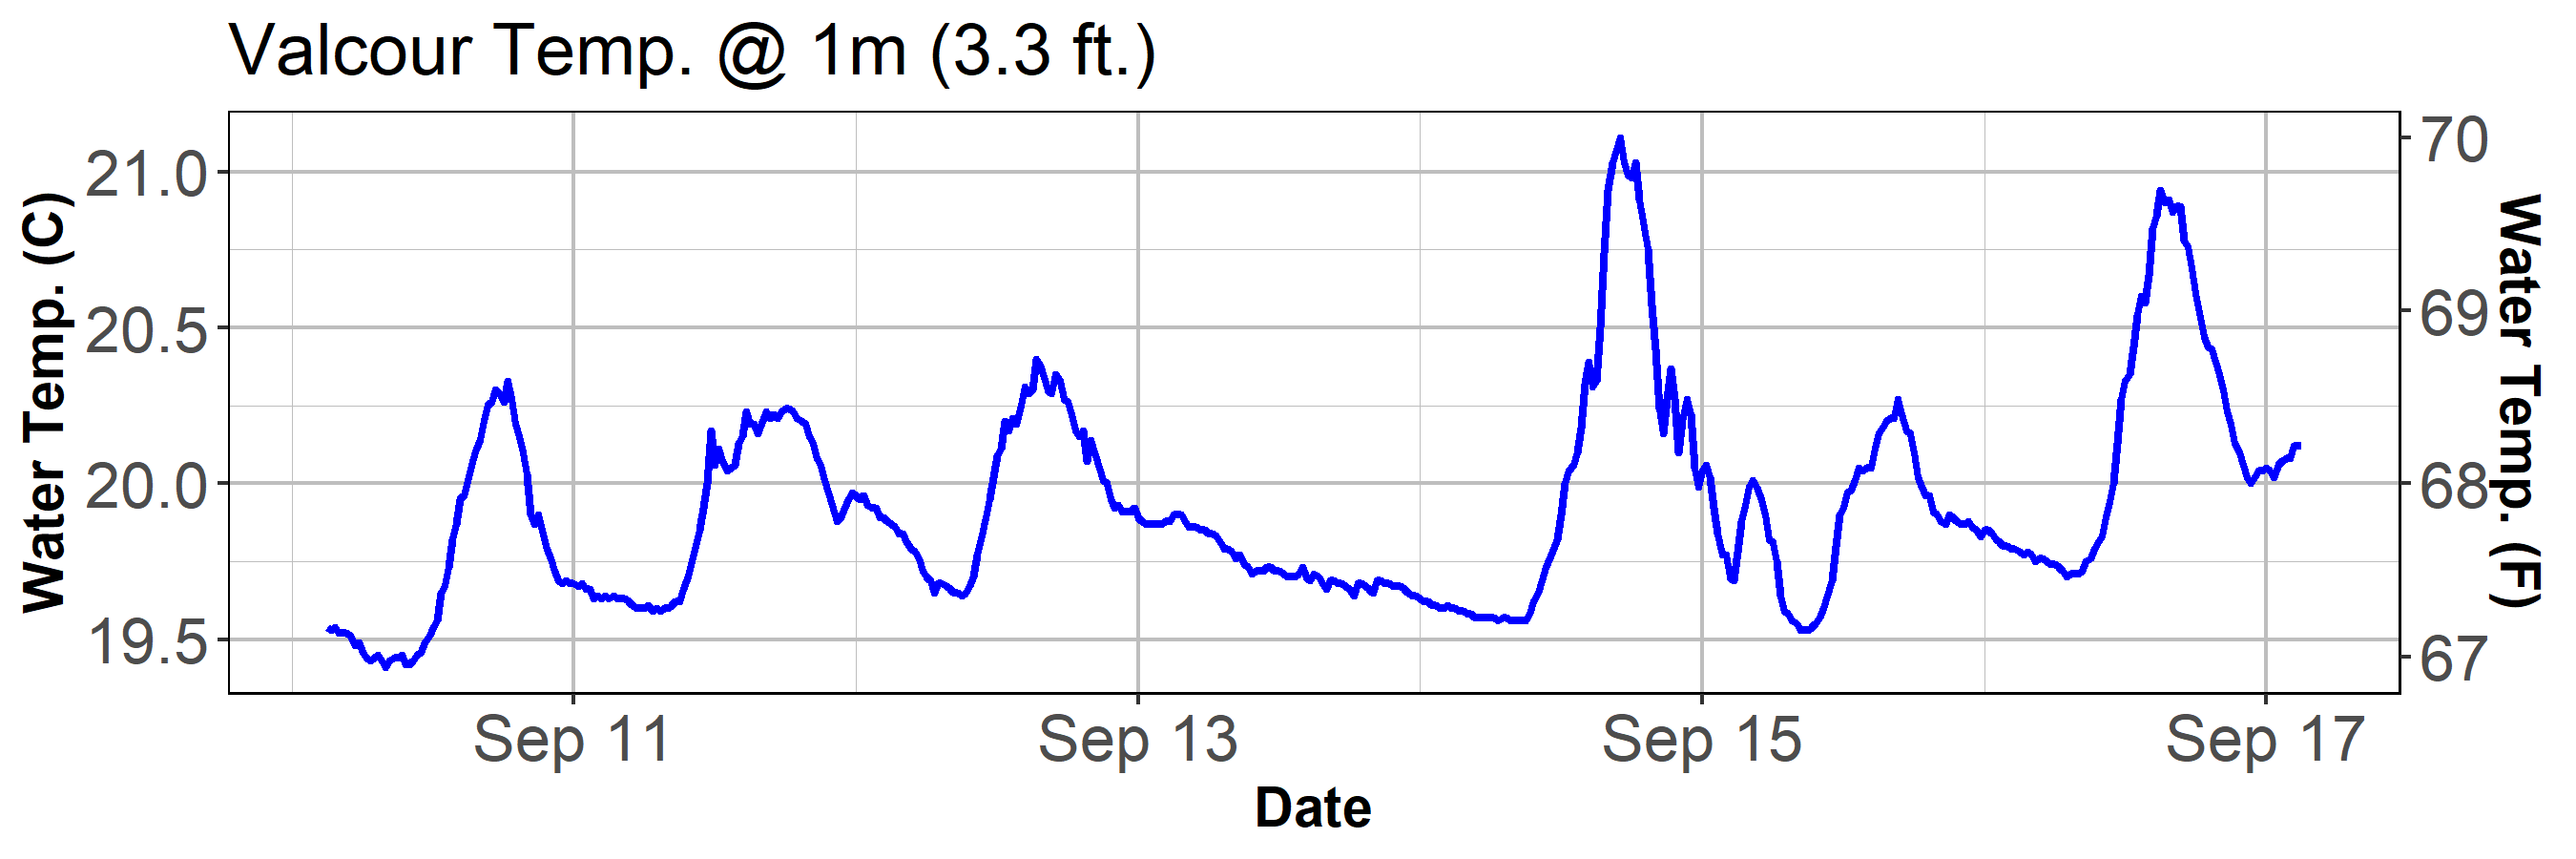 Valcour Temp. @ 1m (3.3 ft.)
Water Temp. (C)
21.0
20.5
20.0
19.5
70
69
68
67
Water Temp. (F)
Sep 11
Sep 13
Sep 15
Sep 17
Date